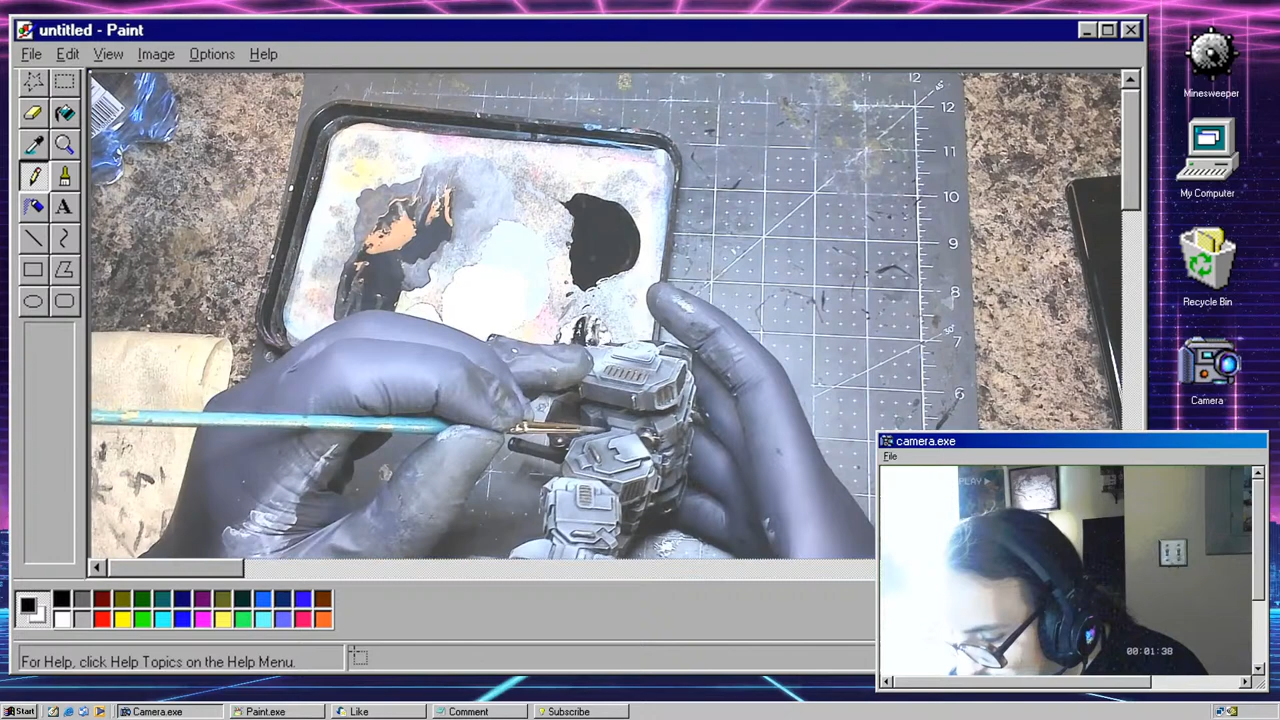 untitled - Paint
File Edit View Image Options Help
Minesweeper
My Computer
Recycle Bin
Camera
12
12
11
10
9
8
7
6
camera.exe
File
PLAY
00:01:38
For Help, click Help Topics on the Help Menu.
Start Camera.exe Paint.exe Like Comment Subscribe